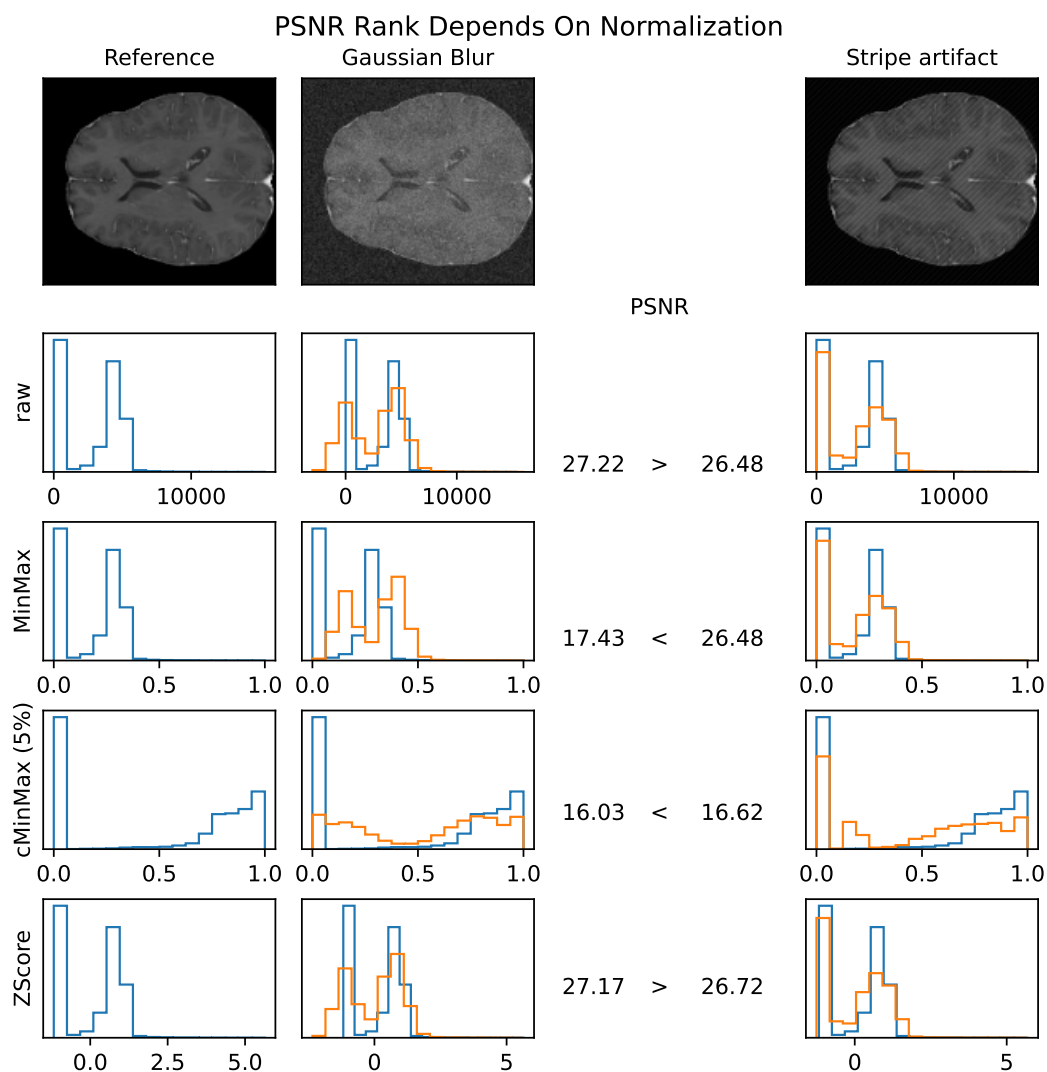 PSNR Rank Depends On Normalization
Reference Gaussian Blur Stripe artifact
PSNR
raw
27.22 > 26.48
0 10000 0 10000 0 10000
MinMax
17.43 < 26.48
0.0 0.5 1.0 0.0 0.5 1.0 0.0 0.5 1.0
cMinMax (5%)
16.03 < 16.62
0.0 0.5 1.0 0.0 0.5 1.0 0.0 0.5 1.0
ZScore
27.17 > 26.72
0.0 2.5 5.0 0 5 0 5